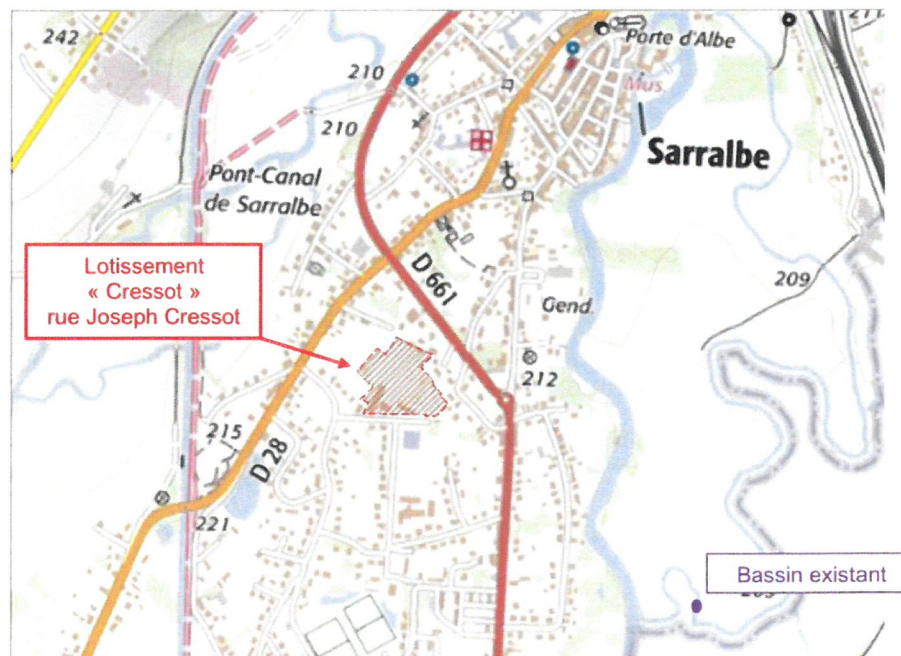 242
210
210
Porte d'Albe
Mus.
Sarralbe
Pont-Canal
de Sarralbe
Lotissement
« Cressot »
rue Joseph Cressot
D 661
Gend.
209
212
215
D 28
221
Bassin existant